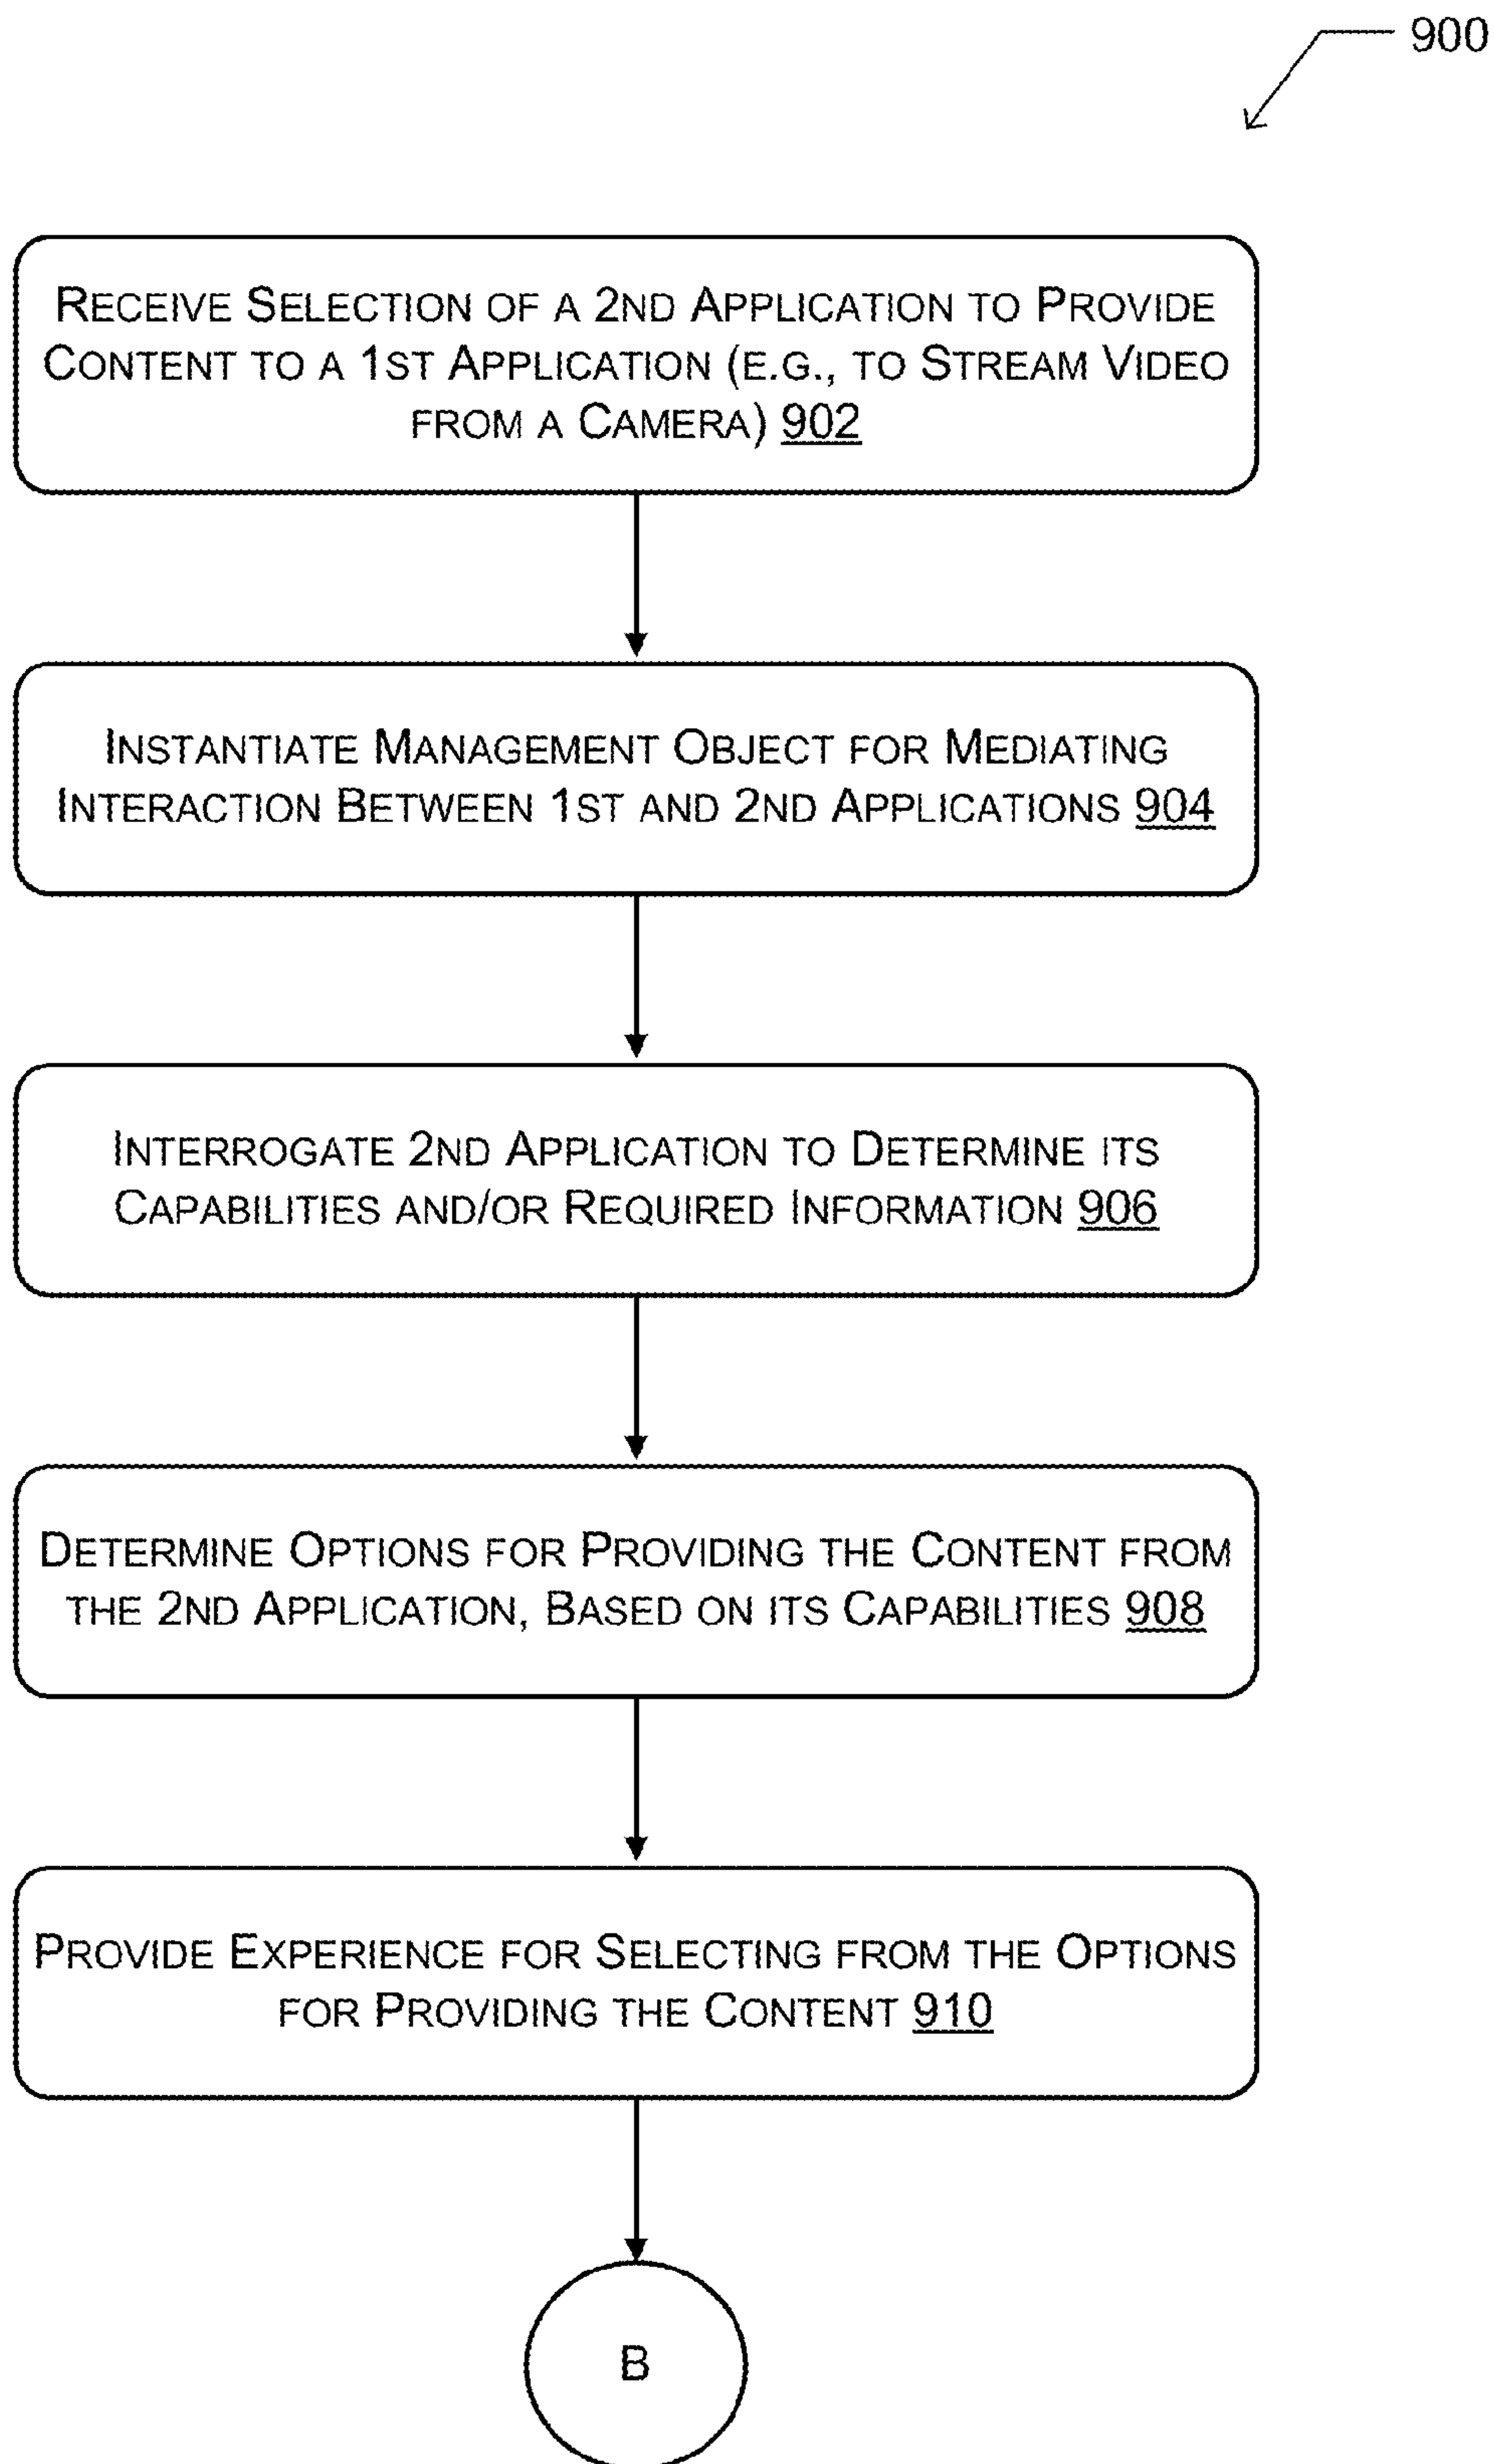 900
RECEIVE SELECTION OF A 2ND APPLICATION TO PROVIDE
CONTENT TO A 1ST APPLICATION (E.G., TO STREAM VIDEO
FROM A CAMERA) 902
INSTANTIATE MANAGEMENT OBJECT FOR MEDIATING
INTERACTION BETWEEN 1ST AND 2ND APPLICATIONS 904
INTERROGATE 2ND APPLICATION TO DETERMINE ITS
CAPABILITIES AND/OR REQUIRED INFORMATION 906
DETERMINE OPTIONS FOR PROVIDING THE CONTENT FROM
THE 2ND APPLICATION, BASED ON ITS CAPABILITIES 908
PROVIDE EXPERIENCE FOR SELECTING FROM THE OPTIONS
FOR PROVIDING THE CONTENT 910
B